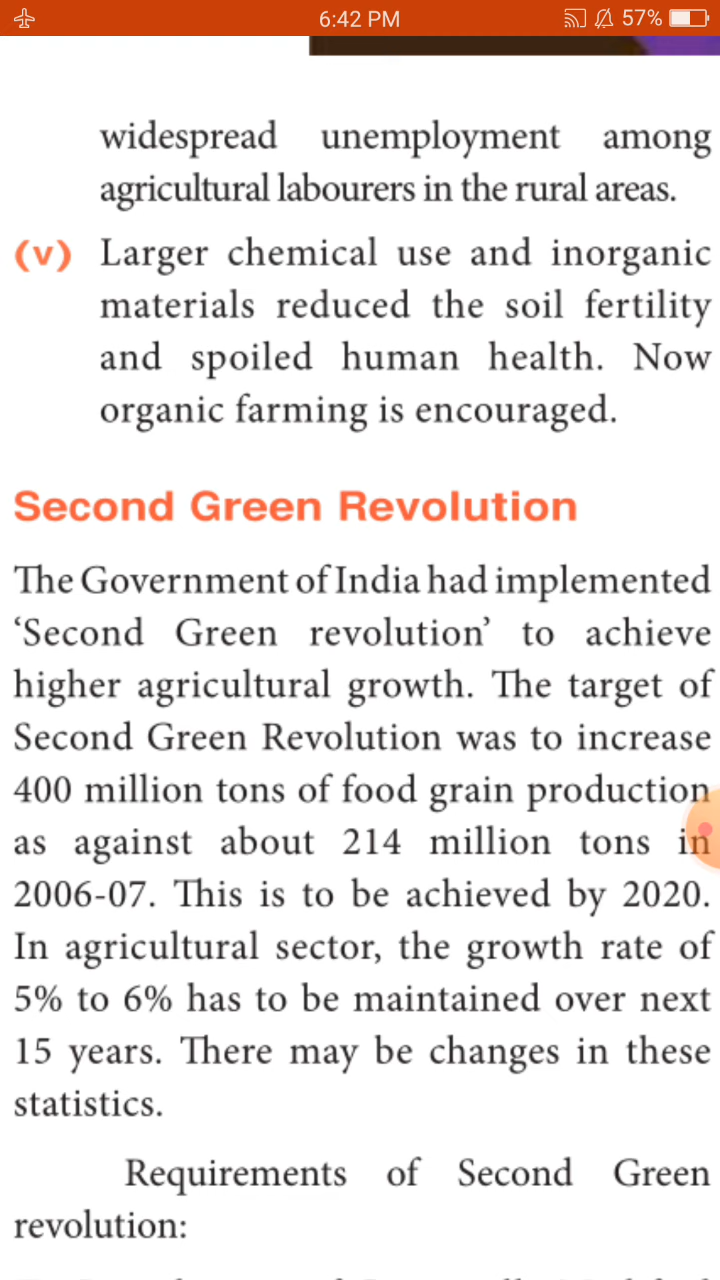 6:42 PM
57%
widespread unemployment among
agricultural labourers in the rural areas.
(v) Larger chemical use and inorganic
materials reduced the soil fertility
and spoiled human health. Now
organic farming is encouraged.
Second Green Revolution
The Government of India had implemented
‘Second Green revolution’ to achieve
higher agricultural growth. The target of
Second Green Revolution was to increase
400 million tons of food grain production
as against about 214 million tons in
2006-07. This is to be achieved by 2020.
In agricultural sector, the growth rate of
5% to 6% has to be maintained over next
15 years. There may be changes in these
statistics.
Requirements of Second Green
revolution: